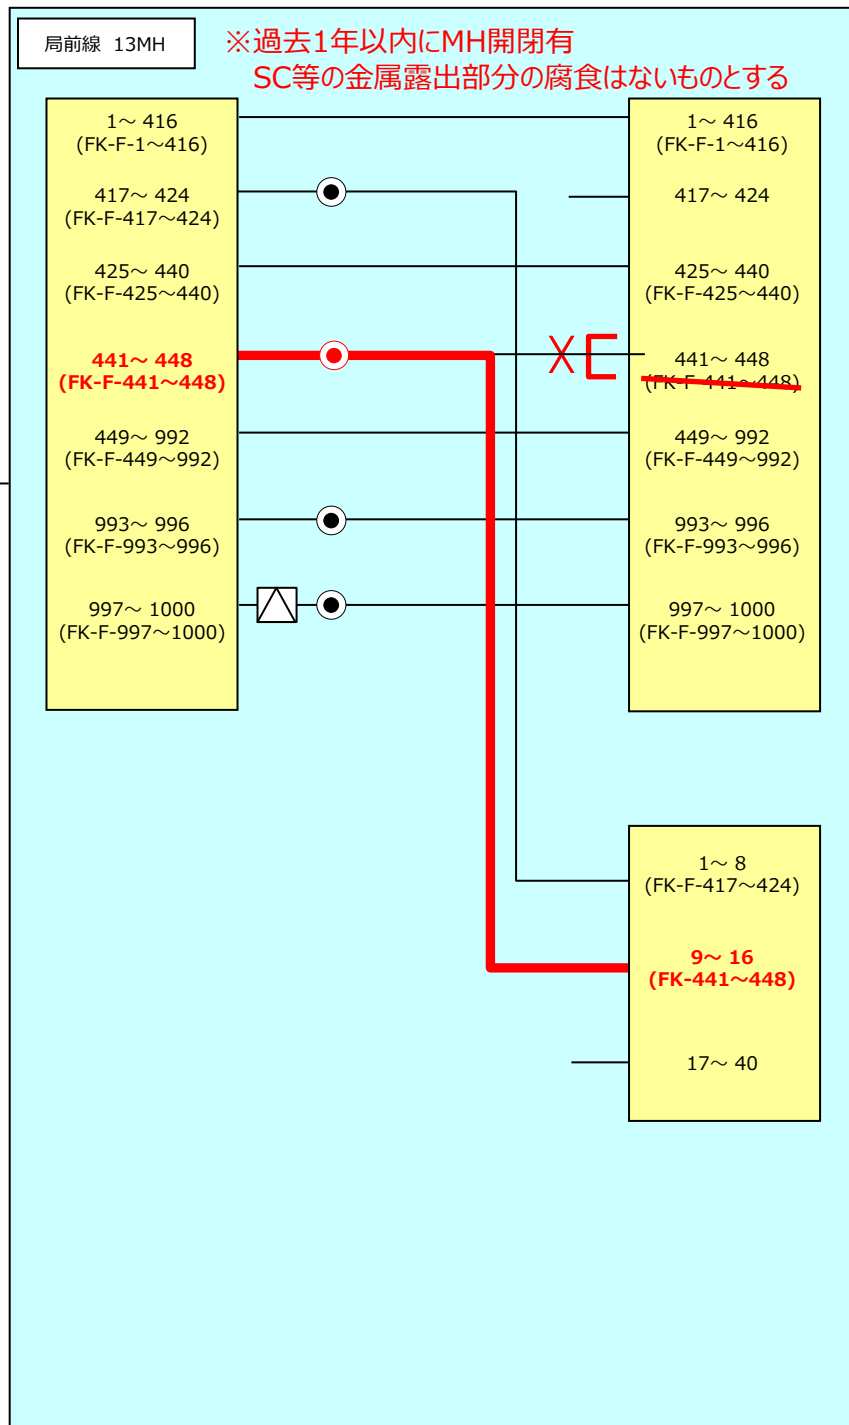 局前線 13MH
※過去1年以内にMH開閉有
SC等の金属露出部分の腐食はないものとする
1～ 416
(FK-F-1～416)
417～ 424
(FK-F-417～424)
425～ 440
(FK-F-425～440)
441～ 448
(FK-F-441～448)
449～ 992
(FK-F-449～992)
993～ 996
(FK-F-993～996)
997～ 1000
(FK-F-997～1000)
1～ 416
(FK-F-1～416)
417～ 424
425～ 440
(FK-F-425～440)
X
441～ 448
(FK-F-441～448)
449～ 992
(FK-F-449～992)
993～ 996
(FK-F-993～996)
997～ 1000
(FK-F-997～1000)
1～ 8
(FK-F-417～424)
9～ 16
(FK-441～448)
17～ 40